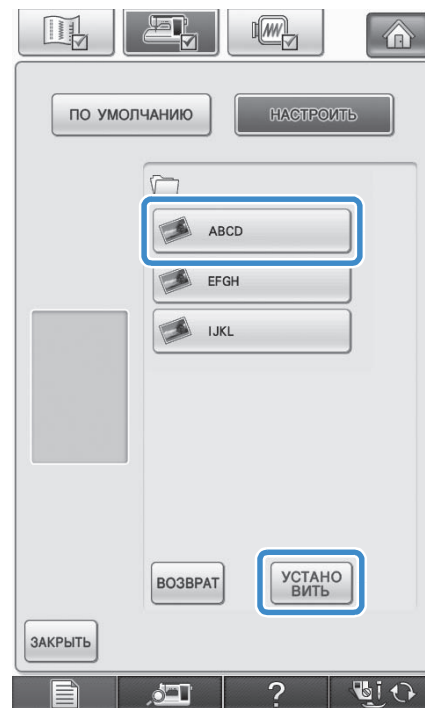 ПО УМОЛЧАНИЮ
НАСТРОИТЬ
ABCD
EFGH
IJKL
ВОЗВРАТ
УСТАНО
ВИТЬ
ЗАКРЫТЬ
?